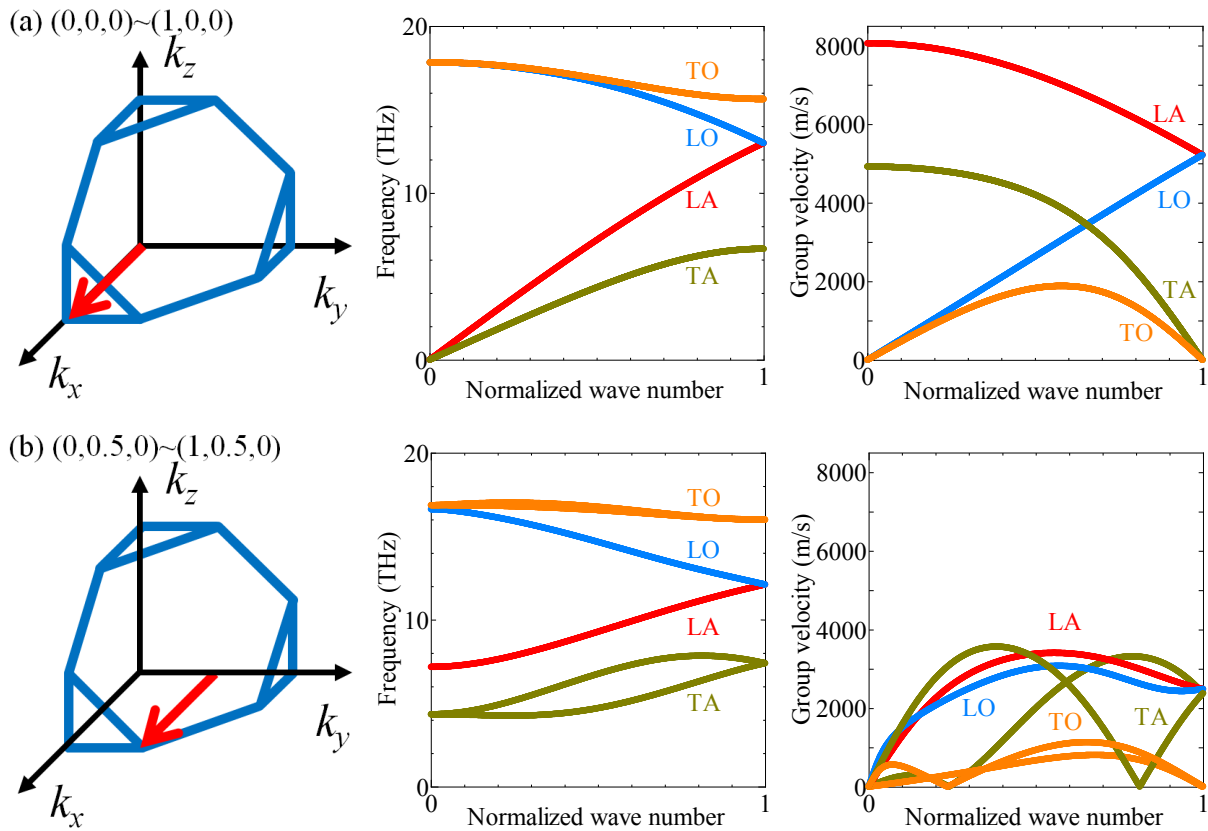 (a) (0,0,0)~(1,0,0)
k_z
k_y
k_x
20
10
0
Frequency (THz)
TO
LO
LA
TA
0
1
Normalized wave number
8000
6000
4000
2000
0
Group velocity (m/s)
LA
LO
TA
TO
0
1
Normalized wave number
(b) (0,0.5,0)~(1,0.5,0)
k_z
k_y
k_x
20
10
0
Frequency (THz)
TO
LO
LA
TA
0
1
Normalized wave number
8000
6000
4000
2000
0
Group velocity (m/s)
LA
LO
TO
TA
0
1
Normalized wave number